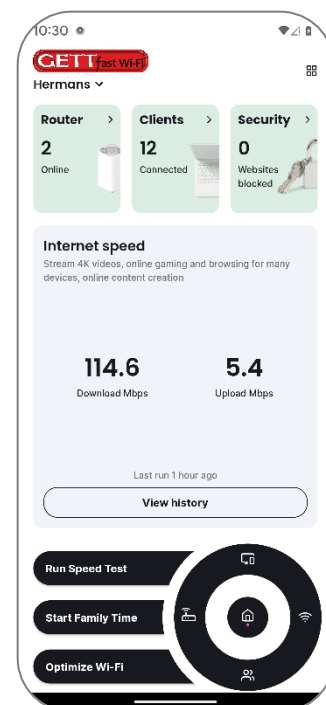 10:30
GETTfast Wi-Fi
Hermans
Router
2
Online
Clients
12
Connected
Security
0
Websites
blocked
Internet speed
Stream 4K videos, online gaming and browsing for many
devices, online content creation
114.6
Download Mbps
5.4
Upload Mbps
Last run 1 hour ago
View history
Run Speed Test
Start Family Time
Optimize Wi-Fi